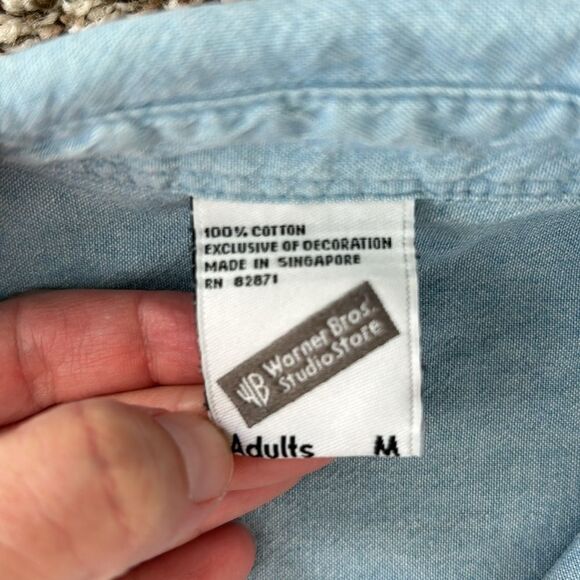 100% COTTON
EXCLUSIVE OF DECORATION
MADE IN SINGAPORE
RN 82871
WB Warner Bros.
Studio Store
Adults M